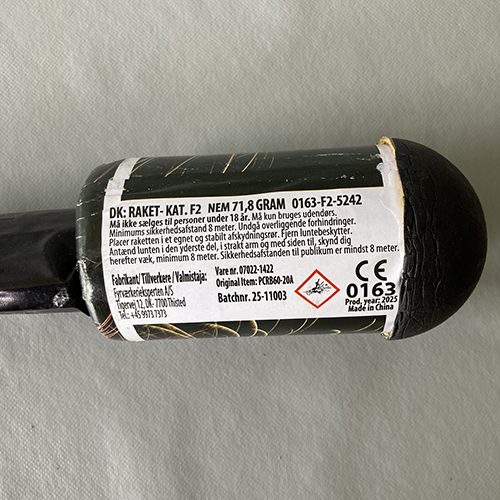 DK: RAKET- KAT. F2 NEM 71,8 GRAM 0163-F2-5242
Må ikke sælges til personer under 18 år. Må kun bruges udendørs.
Minimums sikkerhedsafstand 8 meter. Undgå overliggende forhindringer.
Placer raketten i et egnet og stabilt afskydningsrør. Fjern luntebeskyttert.
Antænd lunten i den yderste del, i strakt arm og med siden til, skynd dig
herefter væk, minimum 8 meter. Sikkerhedsafstanden til publikum er mindst 8 meter.
Fabrikant/ Tillverkere / Valmistaja:
Fyrværkerieksperten A/S
Tigervej 12, DK- 7700 Thisted
Tel.: +45 9973 7373
Vare nr. 07022-1422
Original Item: PCRB60-20A
Batchnr. 25-11003
CE
0163
Prod. year: 2025
Made in China